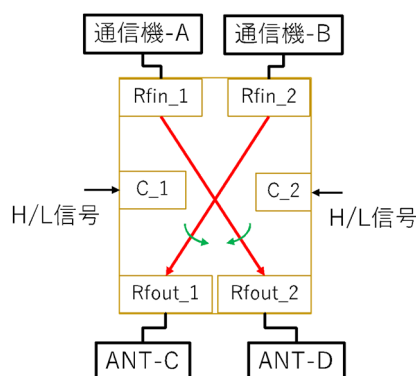 通信機-A
通信機-B
Rfin_1
Rfin_2
C_1
C_2
H/L信号
H/L信号
Rfout_1
Rfout_2
ANT-C
ANT-D